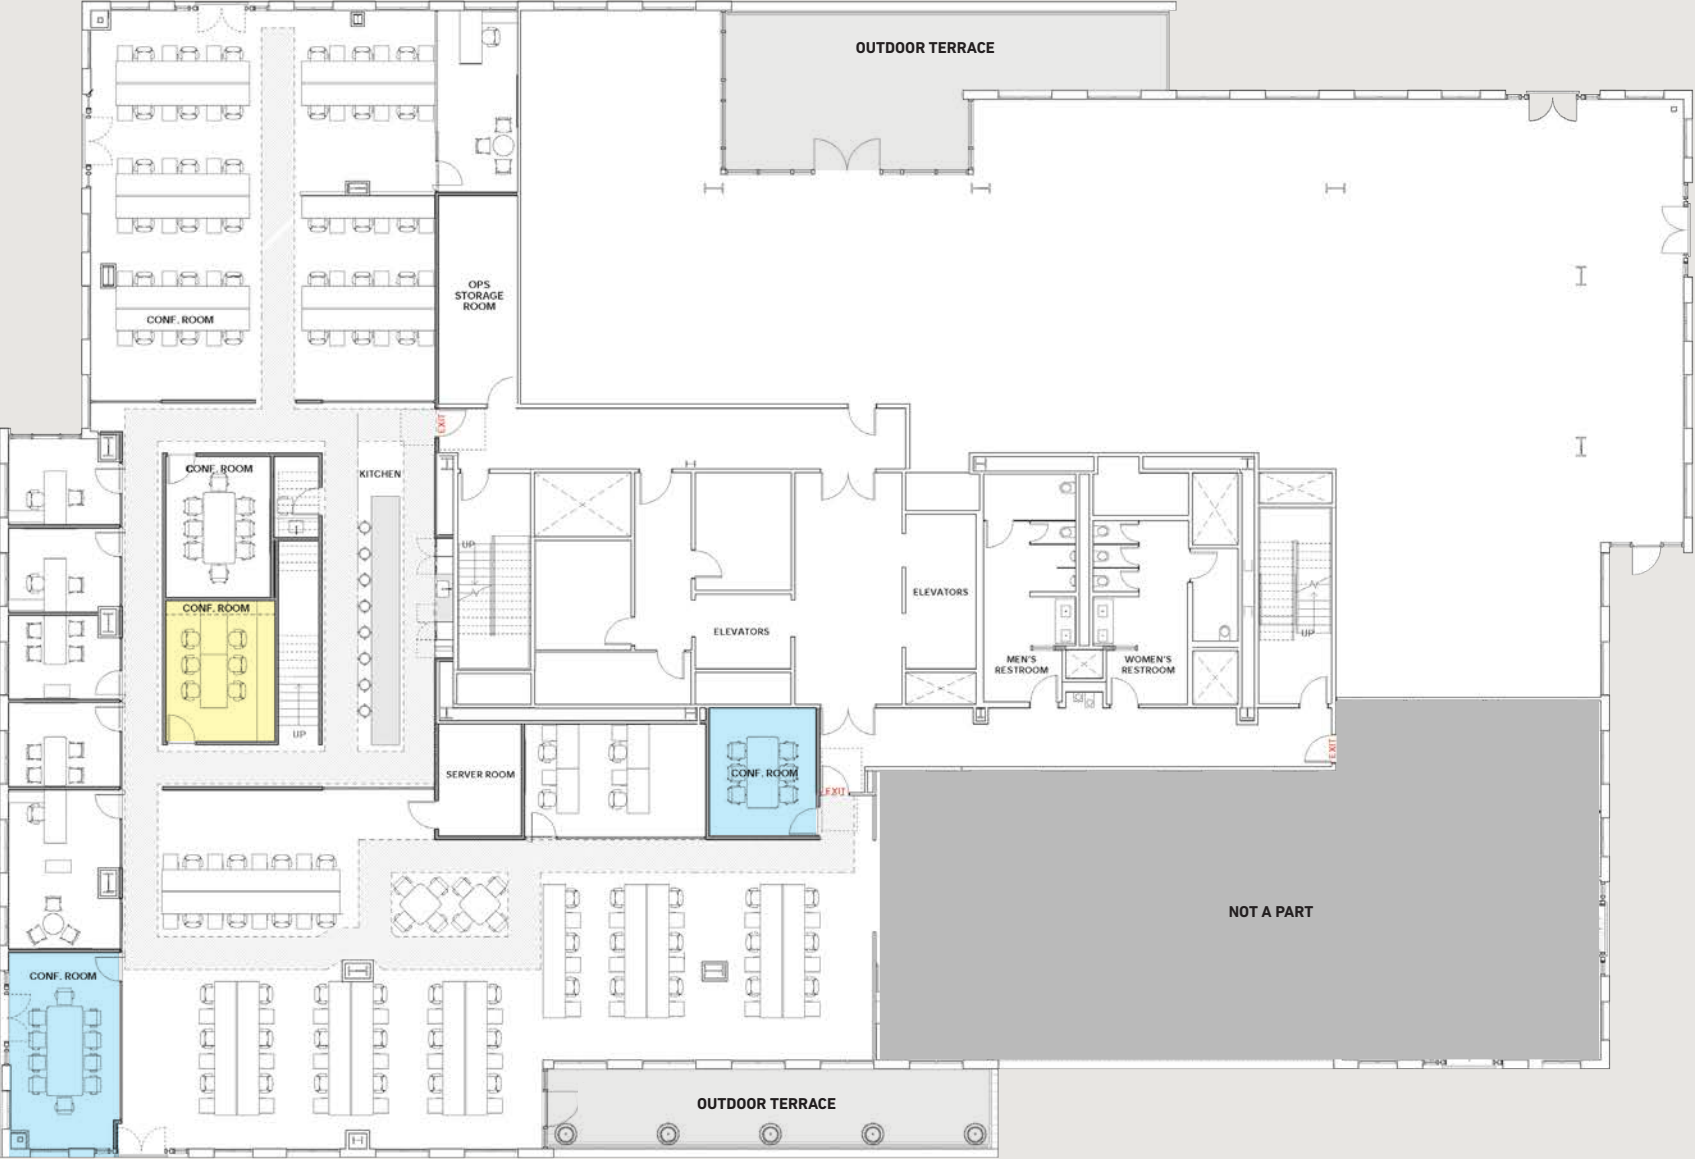 OUTDOOR TERRACE
OPS
STORAGE
ROOM
CONF. ROOM
EXIT
CONF. ROOM
KITCHEN
UP
ELEVATORS
CONF. ROOM
ELEVATORS
UP
MEN'S
RESTROOM
WOMEN'S
RESTROOM
UP
EXIT
SERVER ROOM
CONF. ROOM
EXIT
NOT A PART
CONF. ROOM
OUTDOOR TERRACE